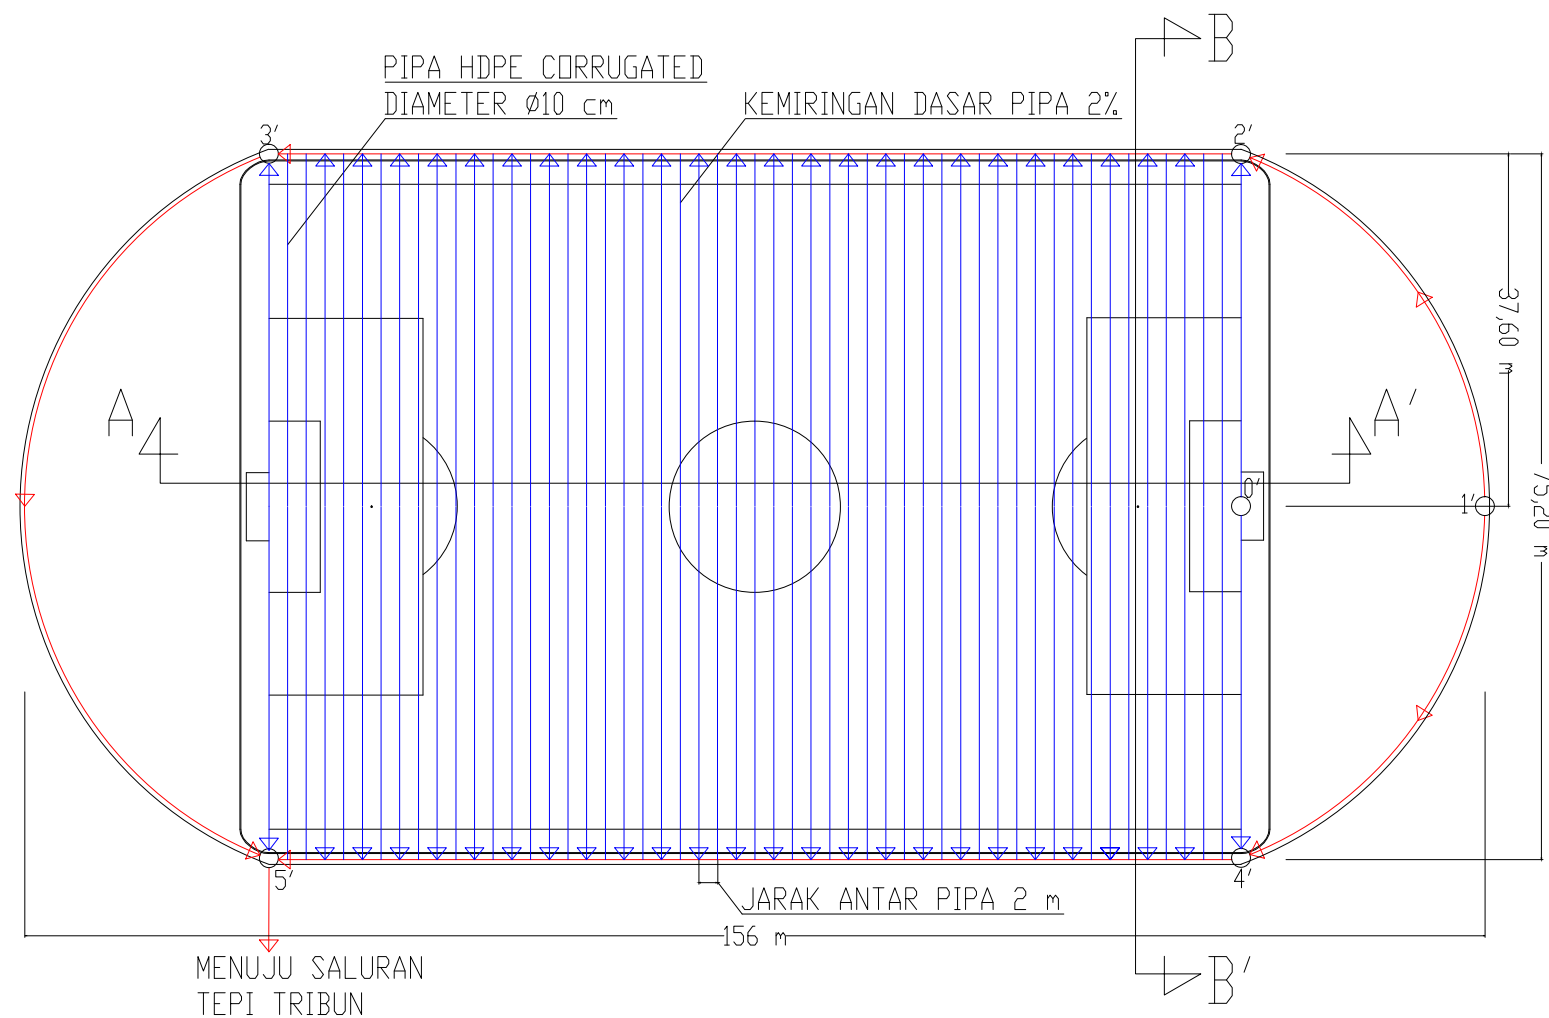 B
PIPA HDPE CORRUGATED
DIAMETER Ø10 cm
KEMIRINGAN DASAR PIPA 2%
3'
2'
37,60 m
A
A'
0'
1'
75,20 m
5'
4'
JARAK ANTAR PIPA 2 m
156 m
MENUJU SALURAN
TEPI TRIBUN
B'